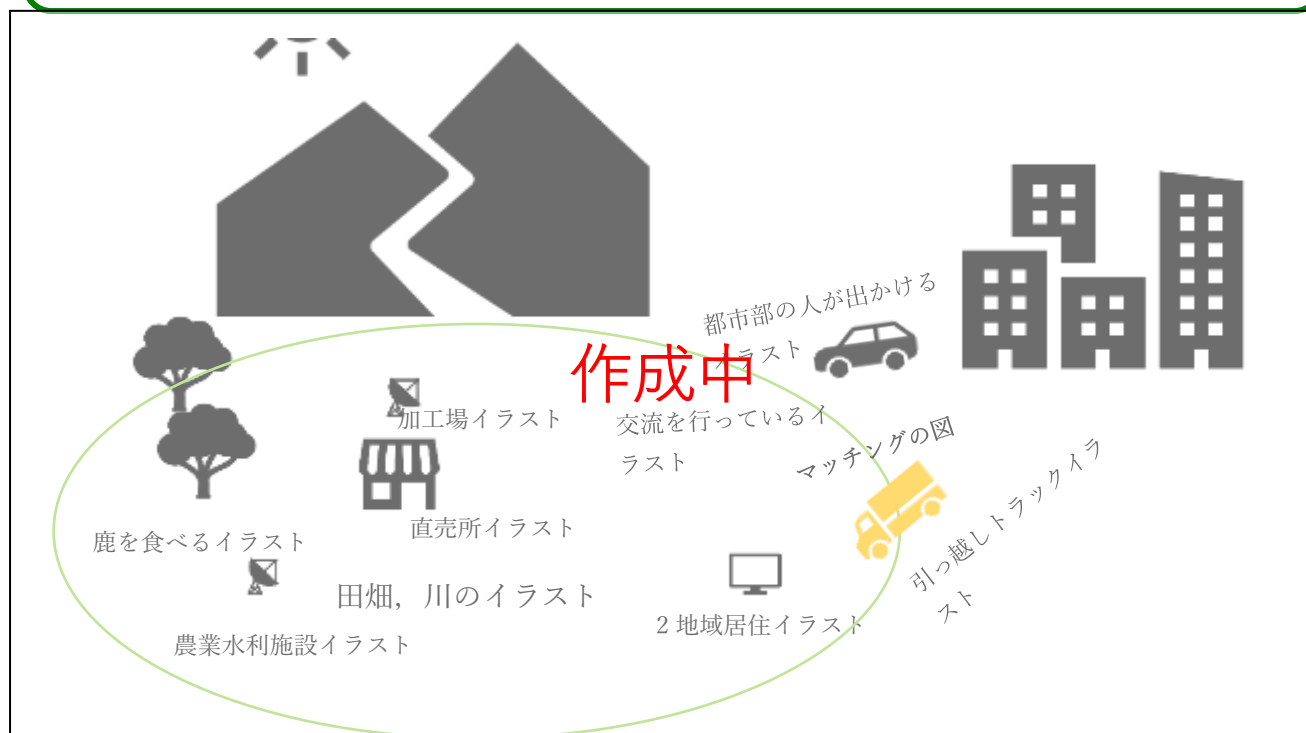 都市部の人が出かける
イラスト
作成中
加工場イラスト
交流を行っているイ
ラスト
マッチングの図
直売所イラスト
鹿を食べるイラスト
引っ越しトラックイラ
スト
田畑，川のイラスト
２地域居住イラスト
農業水利施設イラスト